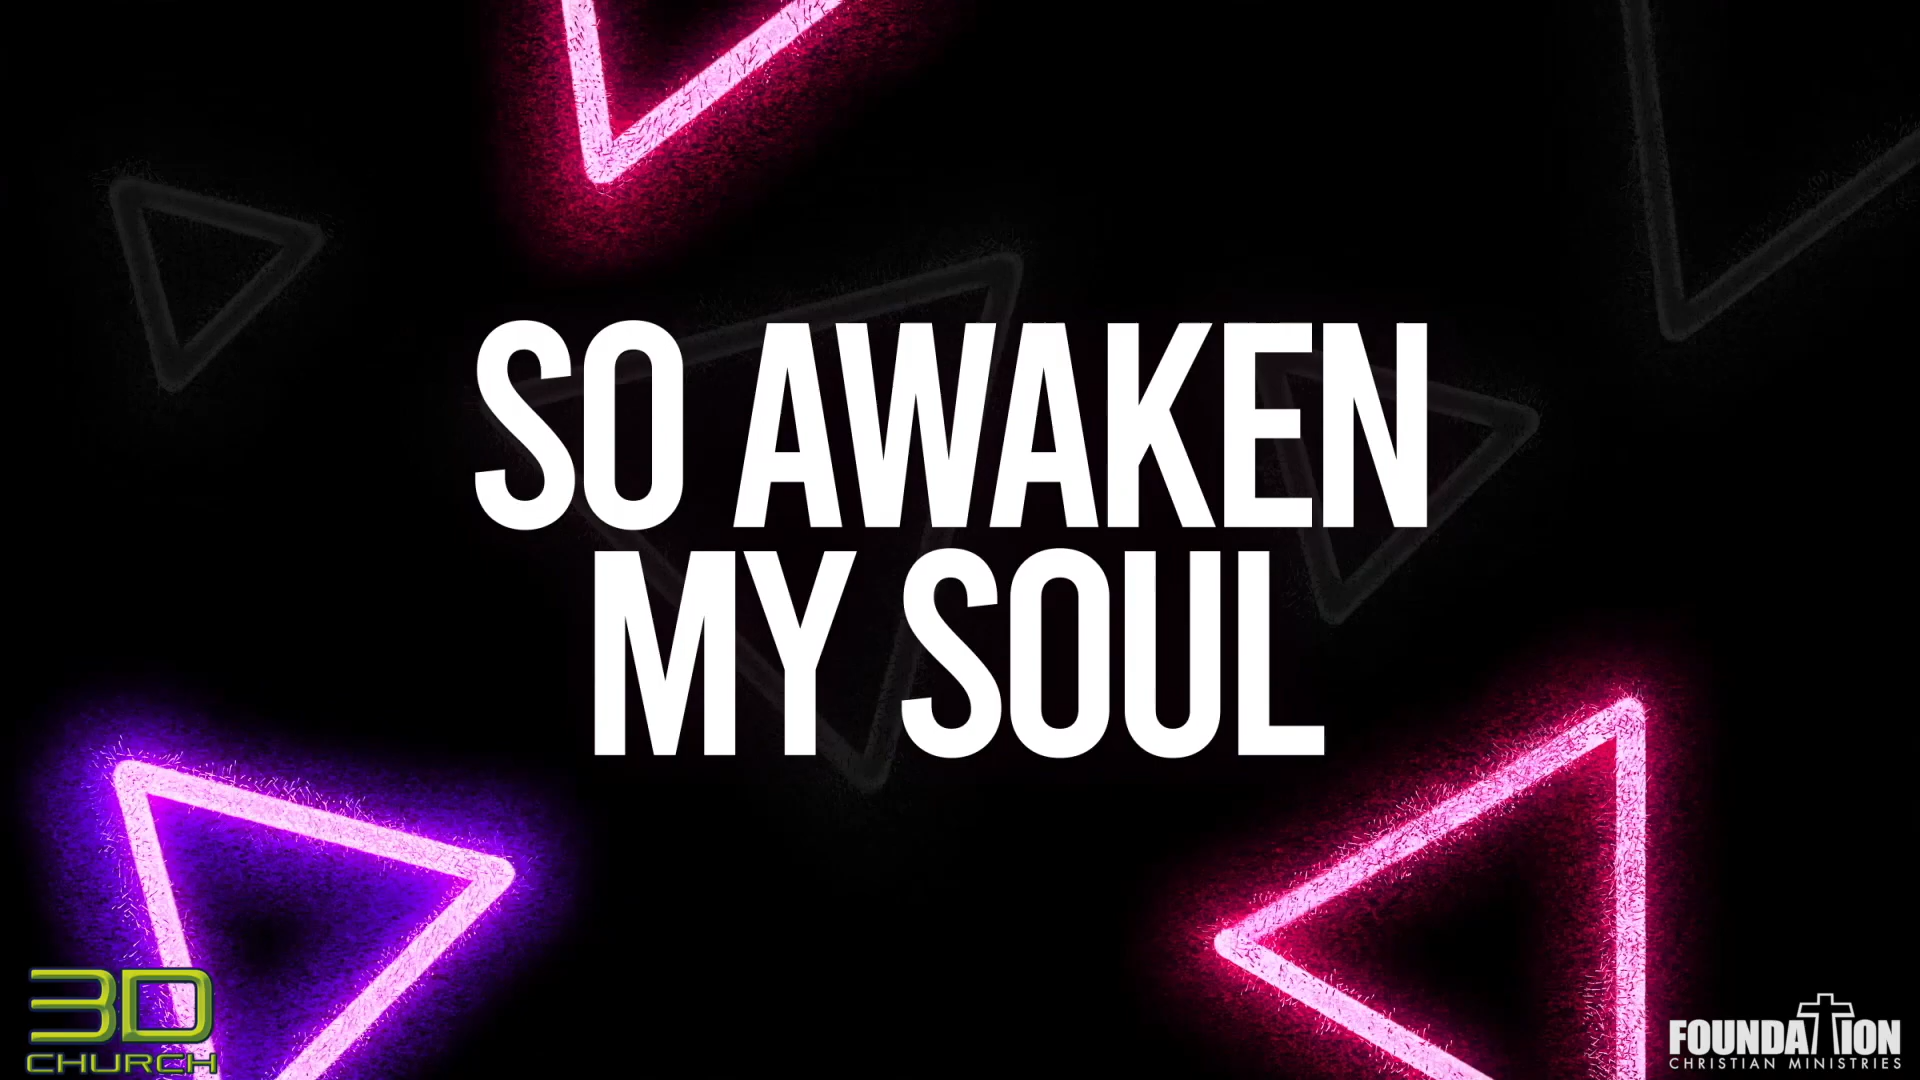 SO AWAKEN
MY SOUL
3D
CHURCH
FOUNDATION
CHRISTIAN MINISTRIES